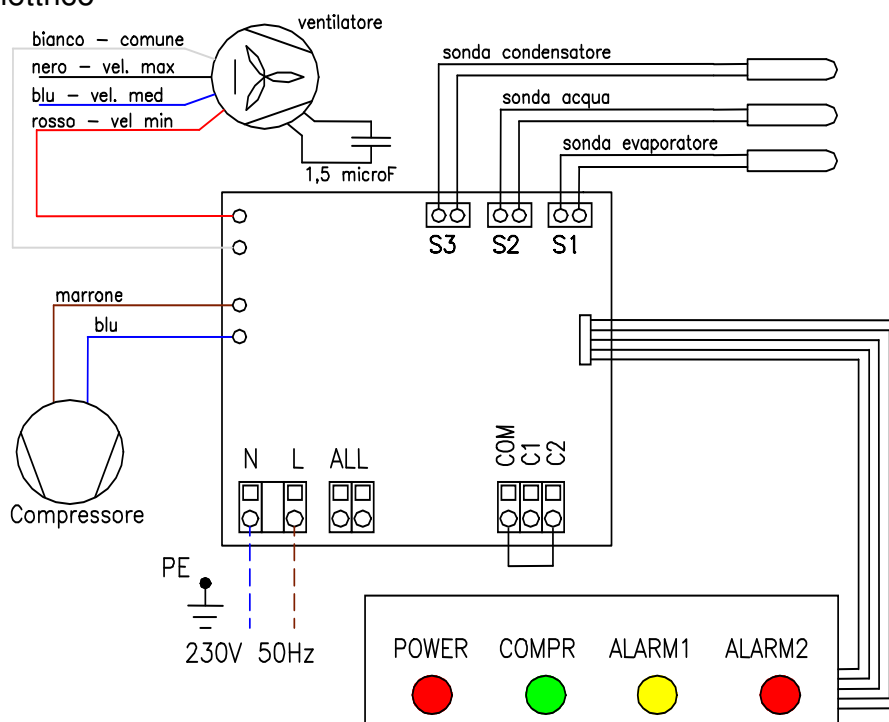 ventilatore
bianco – comune
nero – vel. max
blu – vel. med
rosso – vel min
1,5 microF
sonda condensatore
sonda acqua
sonda evaporatore
S3 S2 S1
marrone
blu
Compressore
N L ALL
COM C1 C2
PE
230V 50Hz
POWER COMPR ALARM1 ALARM2